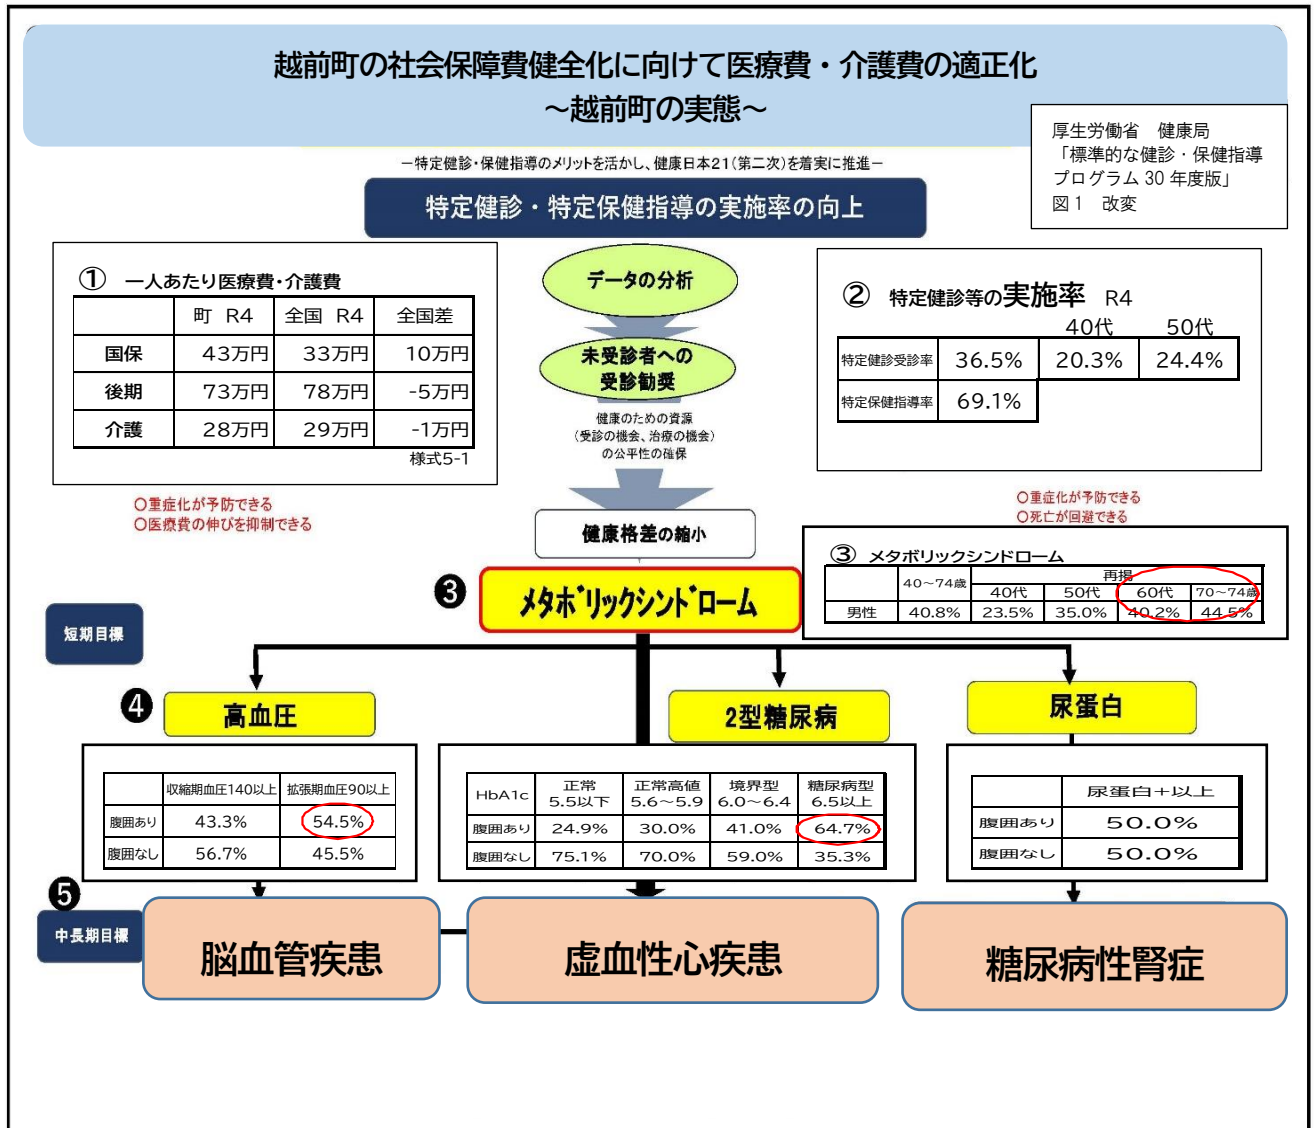 越前町の社会保障費健全化に向けて医療費・介護費の適正化
～越前町の実態～
厚生労働省　健康局
「標準的な健診・保健指導
プログラム 30 年度版」
図1　改変
－特定健診・保健指導のメリットを活かし、健康日本21(第二次)を着実に推進－
特定健診・特定保健指導の実施率の向上
① 一人あたり医療費・介護費
町 R4 全国 R4 全国差
国保 43万円 33万円 10万円
後期 73万円 78万円 -5万円
介護 28万円 29万円 -1万円
様式5-1
○重症化が予防できる
○医療費の伸びを抑制できる
データの分析
未受診者への
受診勧奨
健康のための資源
(受診の機会、治療の機会)
の公平性の確保
健康格差の縮小
② 特定健診等の実施率 R4
40代 50代
特定健診受診率 36.5% 20.3% 24.4%
特定保健指導率 69.1%
○重症化が予防できる
○死亡が回避できる
③ メタボリックシンドローム
40～74歳 再掲
40代 50代 60代 70～74歳
男性 40.8% 23.5% 35.0% 40.2% 44.5%
❸ メタボリックシンドローム
短期目標
❹ 高血圧
2型糖尿病
尿蛋白
収縮期血圧140以上 拡張期血圧90以上
腹囲あり 43.3% 54.5%
腹囲なし 56.7% 45.5%
HbA1c 正常 正常高値 境界型 糖尿病型
5.5以下 5.6～5.9 6.0～6.4 6.5以上
腹囲あり 24.9% 30.0% 41.0% 64.7%
腹囲なし 75.1% 70.0% 59.0% 35.3%
尿蛋白+以上
腹囲あり 50.0%
腹囲なし 50.0%
❺
中長期目標
脳血管疾患
虚血性心疾患
糖尿病性腎症